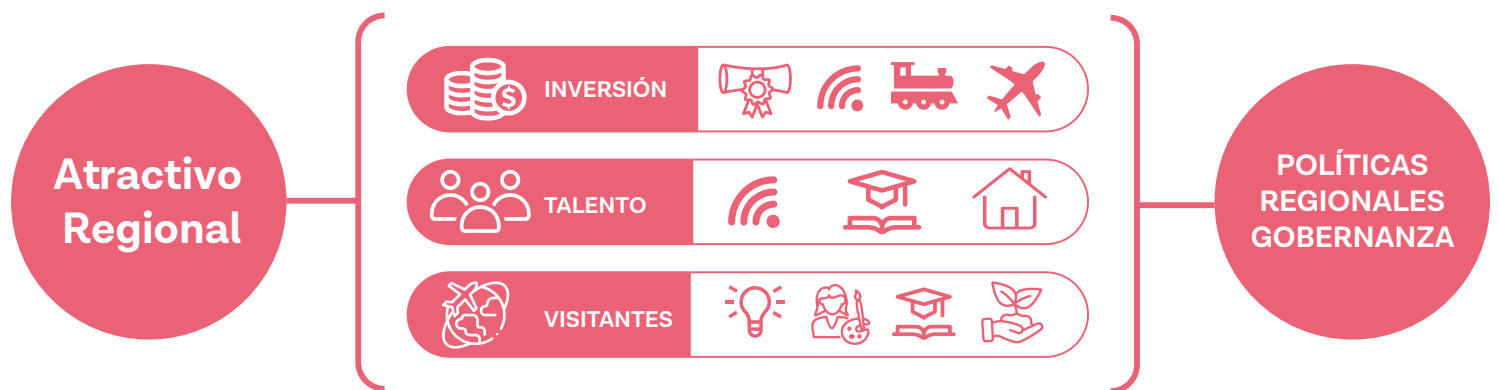 Atractivo
Regional
$
INVERSIÓN
TALENTO
VISITANTES
POLÍTICAS
REGIONALES
GOBERNANZA